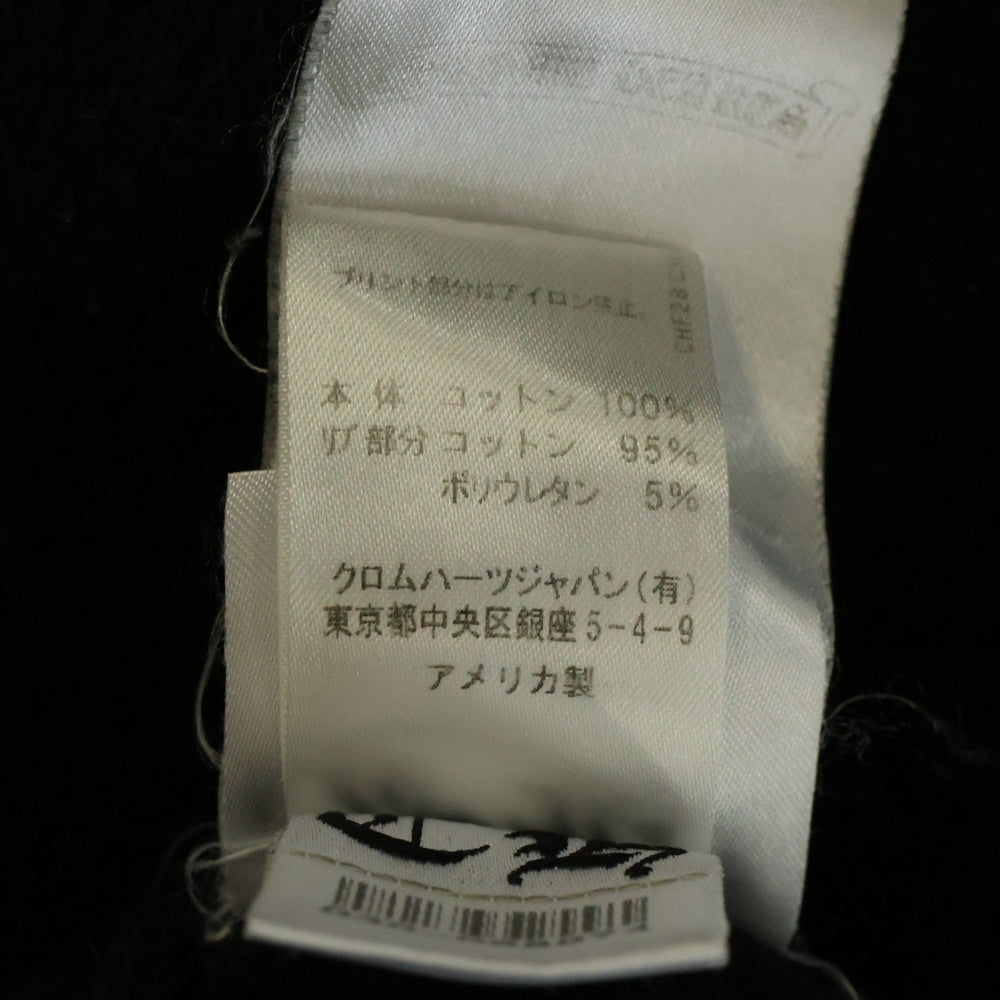 プリント部分はアイロン禁止。
CHF28
本体 コットン 100%
リブ部分 コットン 95%
ポリウレタン 5%
クロムハーツジャパン(有)
東京都中央区銀座5-4-9
アメリカ製